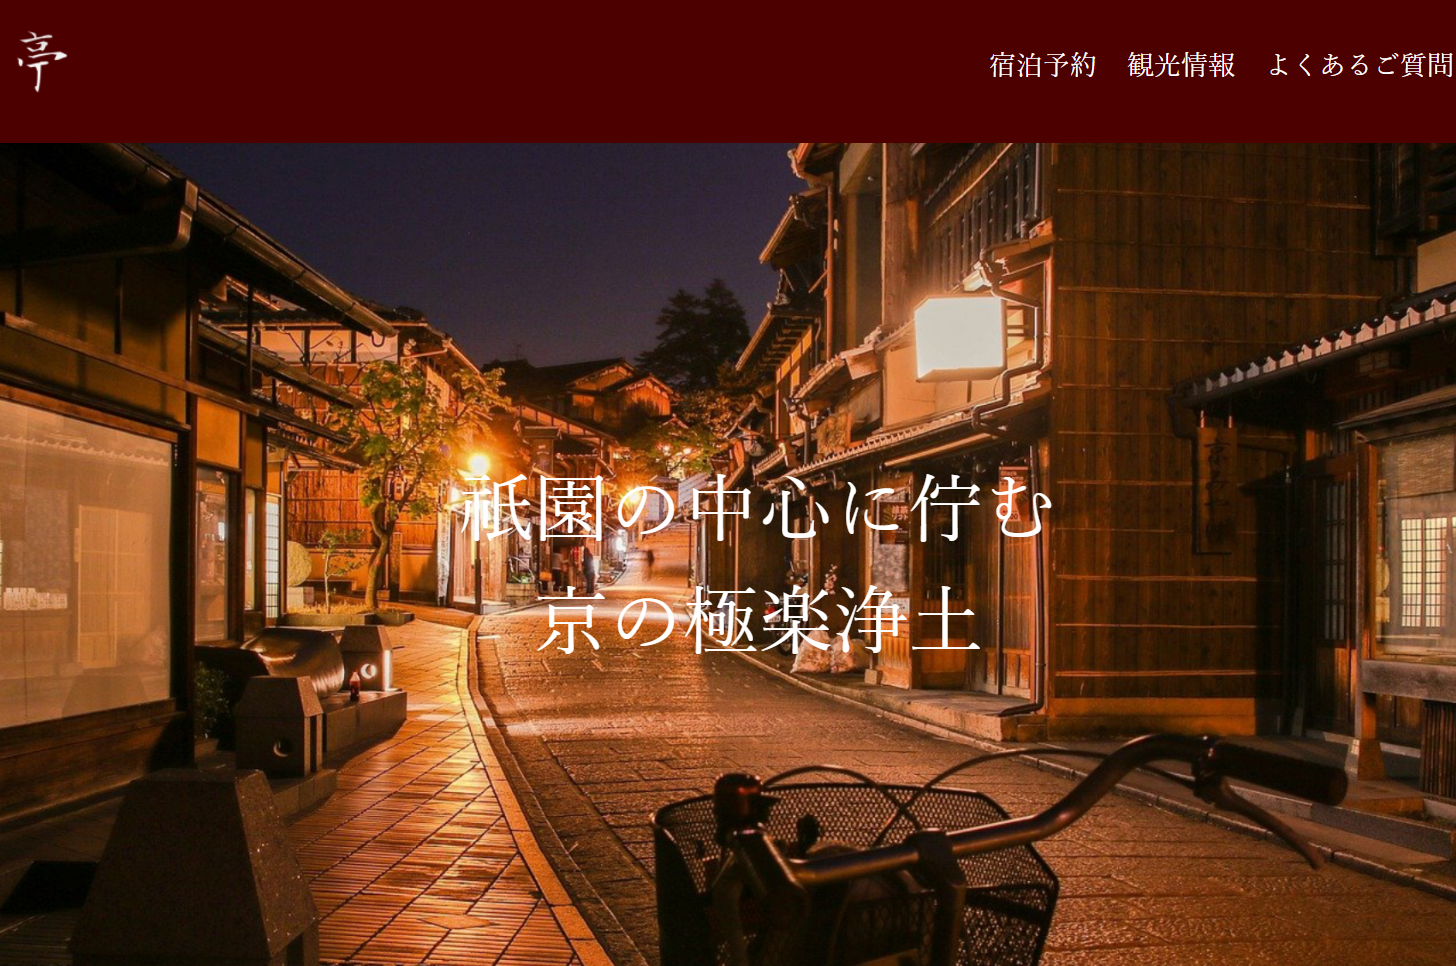 亭
宿泊予約 観光情報 よくあるご質問
祇園の中心に佇む
京の極楽浄土